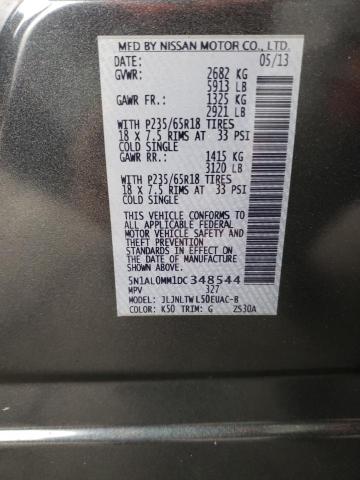 MFD BY NISSAN MOTOR CO., LTD.
DATE: 05/13
GVWR: 2682 KG
5913 LB
GAWR FR.: 1325 KG
2921 LB
WITH P235/65R18 TIRES
18 X 7.5 RIMS AT 33 PSI
COLD SINGLE
GAWR RR.: 1415 KG
3120 LB
WITH P235/65R18 TIRES
18 X 7.5 RIMS AT 33 PSI
COLD SINGLE
THIS VEHICLE CONFORMS TO
ALL APPLICABLE FEDERAL
MOTOR VEHICLE SAFETY AND
THEFT PREVENTION
STANDARDS IN EFFECT ON
THE DATE OF MANUFACTURE
SHOWN ABOVE.
5N1AL0MM1DC348544
MPV 327
MODEL: JLJNLTWL50EUAC-B
COLOR: K50 TRIM: G ZS30A